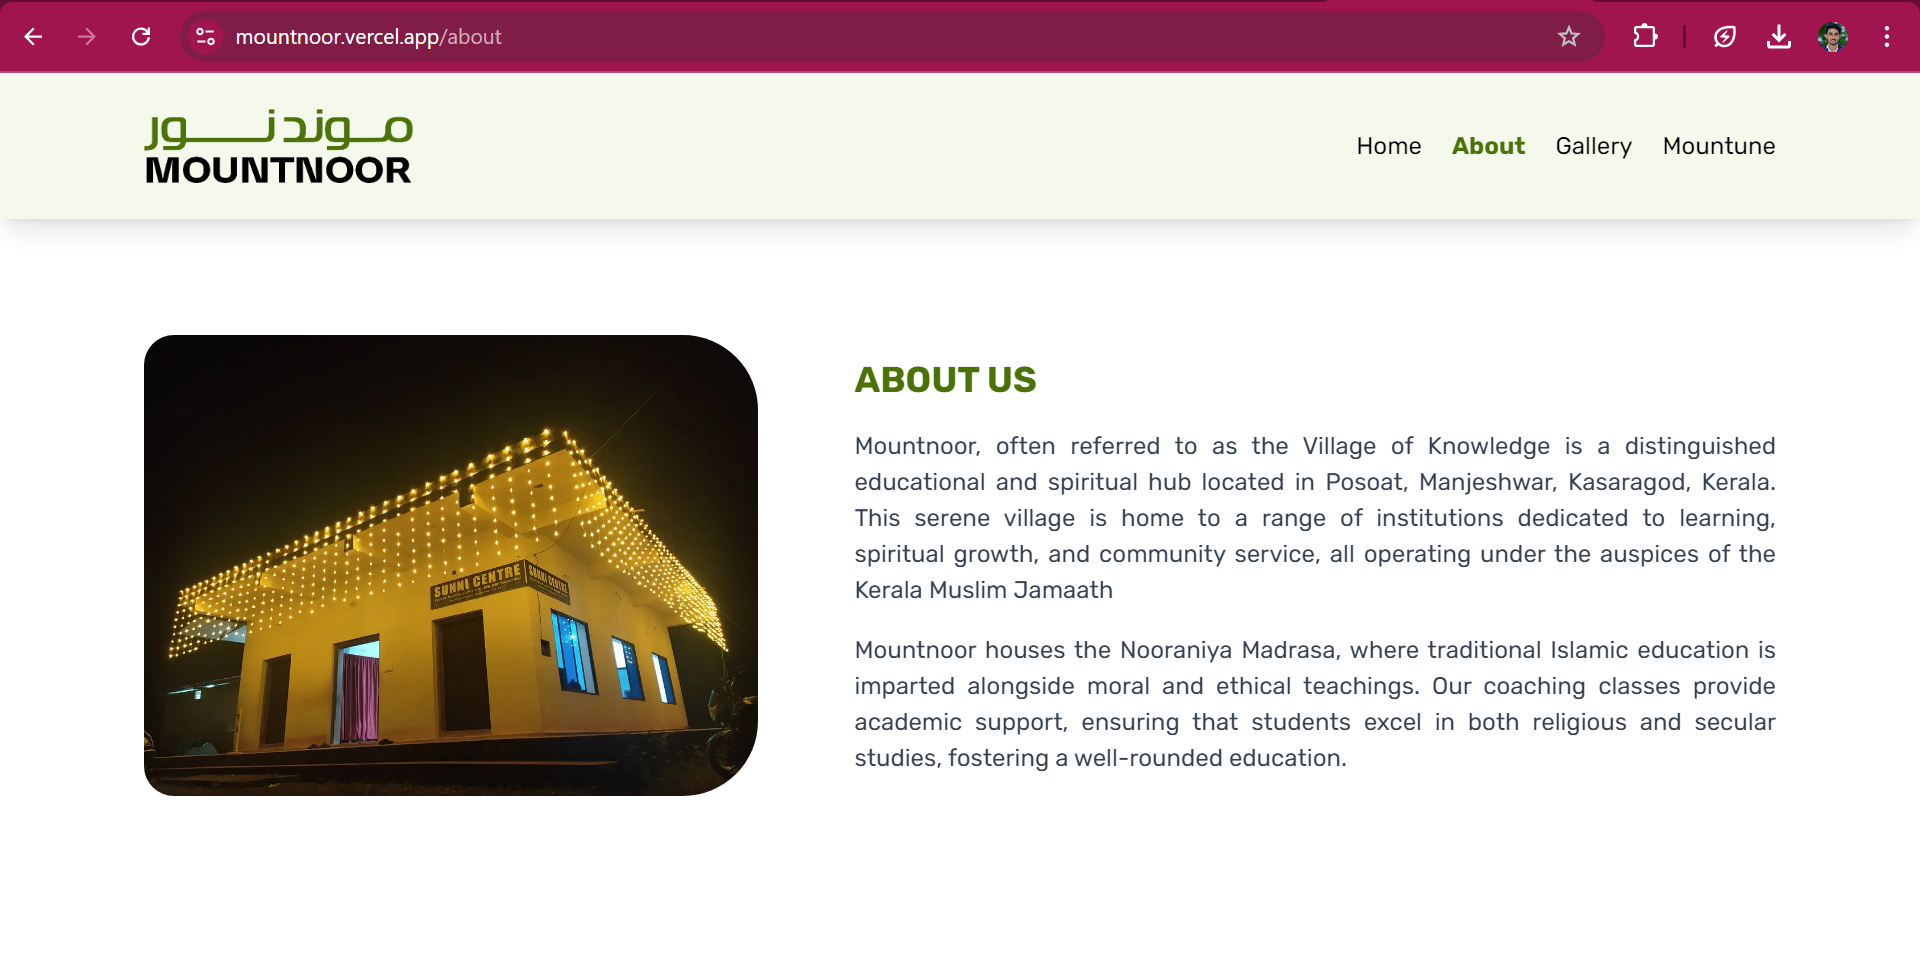 mountnoor.vercel.app/about
موندنور
MOUNTNOOR
Home About Gallery Mountune
SUNNI CENTRE SUNNI CENTRE
ABOUT US
Mountnoor, often referred to as the Village of Knowledge is a distinguished
educational and spiritual hub located in Posoat, Manjeshwar, Kasaragod, Kerala.
This serene village is home to a range of institutions dedicated to learning,
spiritual growth, and community service, all operating under the auspices of the
Kerala Muslim Jamaath
Mountnoor houses the Nooraniya Madrasa, where traditional Islamic education is
imparted alongside moral and ethical teachings. Our coaching classes provide
academic support, ensuring that students excel in both religious and secular
studies, fostering a well-rounded education.